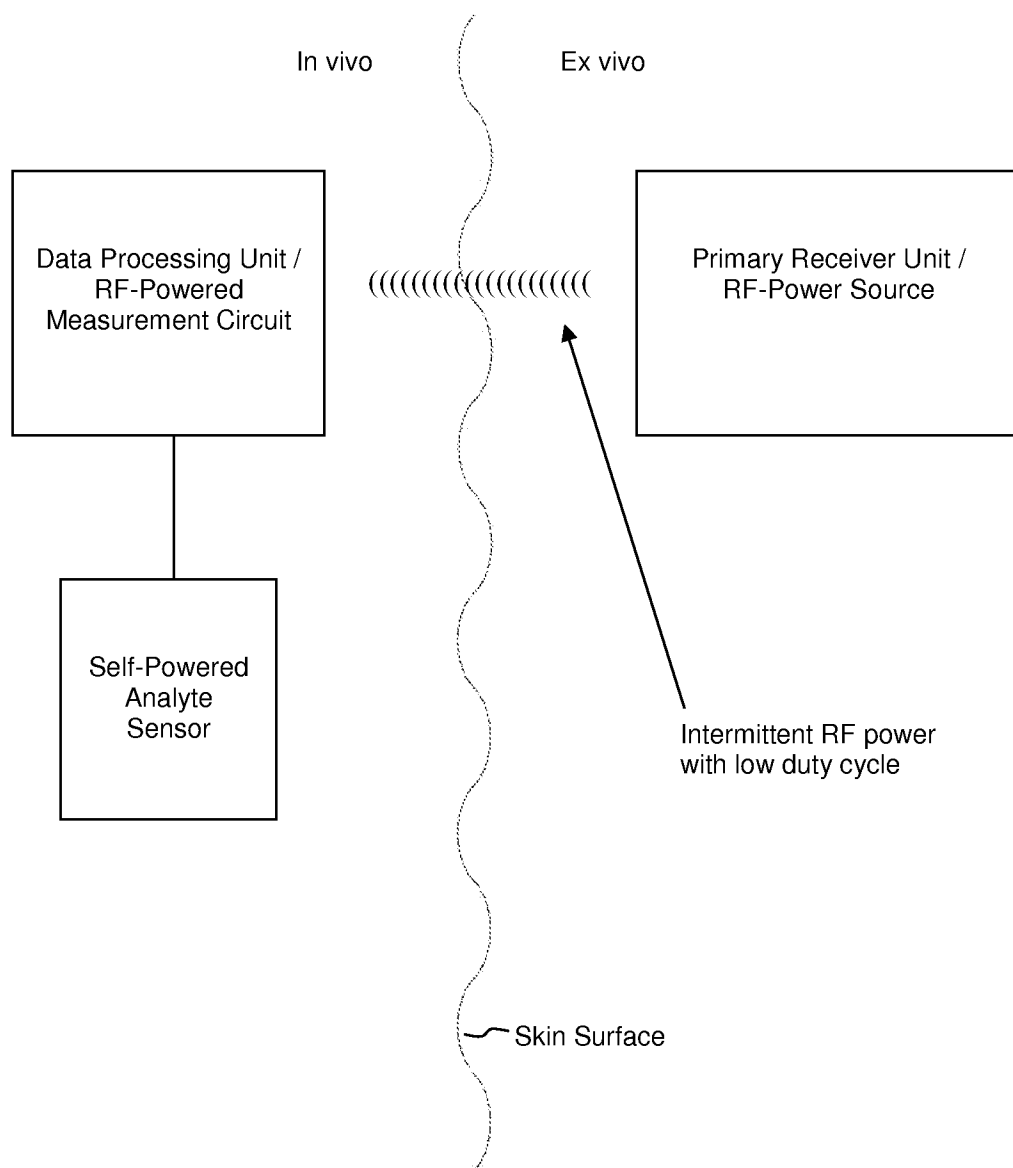 In vivo
Ex vivo
Data Processing Unit /
RF-Powered
Measurement Circuit
Primary Receiver Unit /
RF-Power Source
Self-Powered
Analyte
Sensor
Intermittent RF power
with low duty cycle
Skin Surface